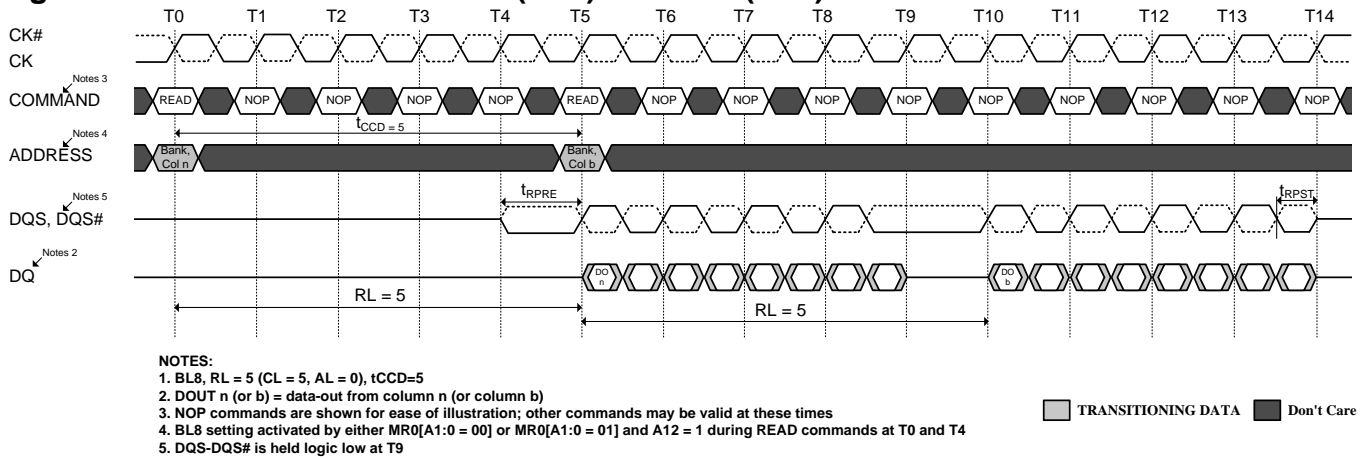 T0 T1 T2 T3 T4 T5 T6 T7 T8 T9 T10 T11 T12 T13 T14
CK#
CK
Notes 3
COMMAND READ NOP NOP NOP NOP READ NOP NOP NOP NOP NOP NOP NOP NOP NOP
tCCD = 5
Notes 4
ADDRESS
Bank, Col n
Bank, Col b
tRPRE
tRPST
Notes 5
DQS, DQS#
Notes 2
DQ
DO n
DO b
RL = 5
RL = 5
NOTES:
1. BL8, RL = 5 (CL = 5, AL = 0), tCCD=5
2. DOUT n (or b) = data-out from column n (or column b)
3. NOP commands are shown for ease of illustration; other commands may be valid at these times
4. BL8 setting activated by either MR0[A1:0 = 00] or MR0[A1:0 = 01] and A12 = 1 during READ commands at T0 and T4
5. DQS-DQS# is held logic low at T9
TRANSITIONING DATA Don't Care